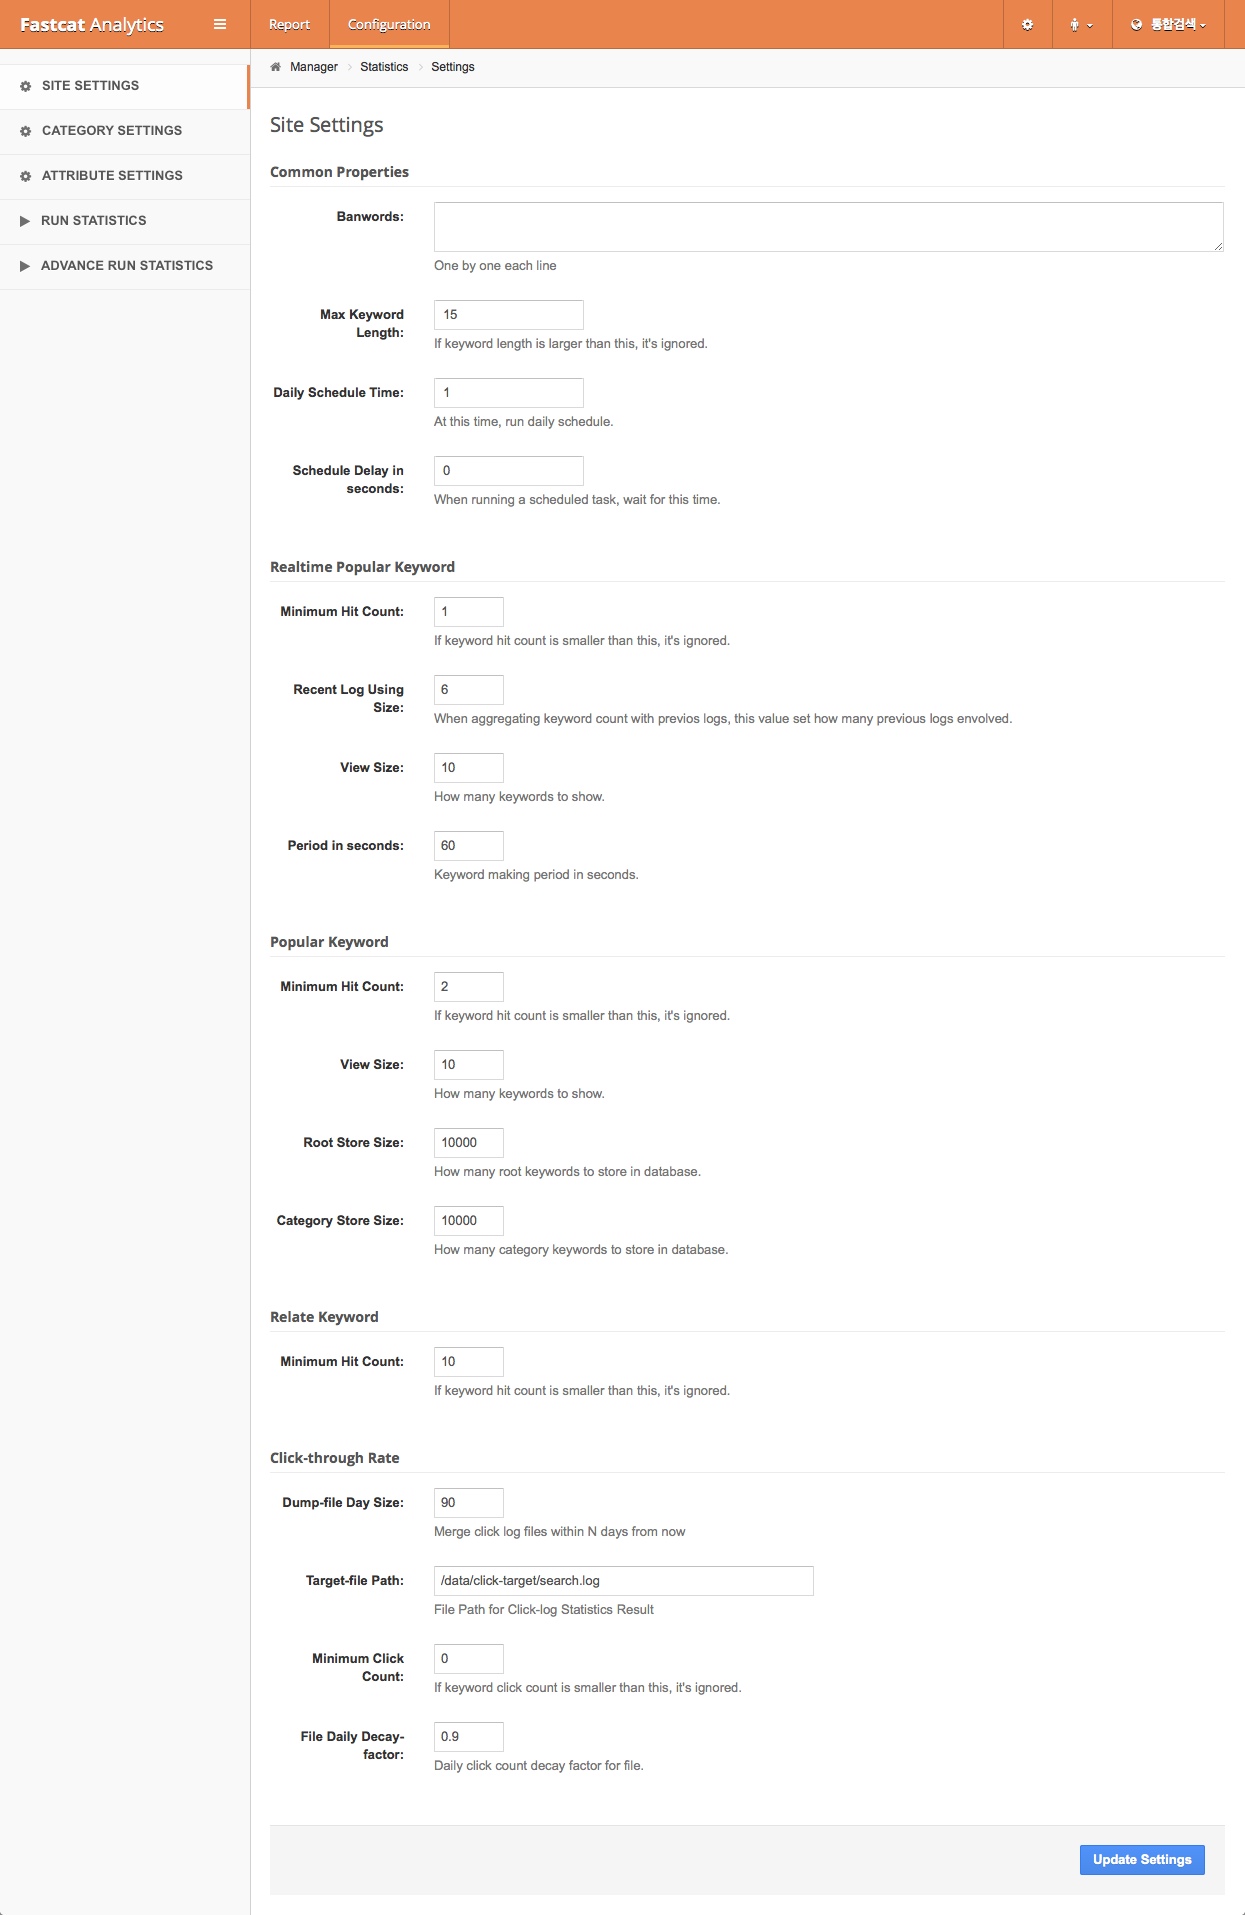 Fastcat Analytics
Report
Configuration
통합검색
SITE SETTINGS
CATEGORY SETTINGS
ATTRIBUTE SETTINGS
RUN STATISTICS
ADVANCE RUN STATISTICS
Manager
Statistics
Settings
Site Settings
Common Properties
Banwords:
One by one each line
Max Keyword
Length:
15
If keyword length is larger than this, it's ignored.
Daily Schedule Time:
1
At this time, run daily schedule.
Schedule Delay in
seconds:
0
When running a scheduled task, wait for this time.
Realtime Popular Keyword
Minimum Hit Count:
1
If keyword hit count is smaller than this, it's ignored.
Recent Log Using
Size:
6
When aggregating keyword count with previos logs, this value set how many previous logs envolved.
View Size:
10
How many keywords to show.
Period in seconds:
60
Keyword making period in seconds.
Popular Keyword
Minimum Hit Count:
2
If keyword hit count is smaller than this, it's ignored.
View Size:
10
How many keywords to show.
Root Store Size:
10000
How many root keywords to store in database.
Category Store Size:
10000
How many category keywords to store in database.
Relate Keyword
Minimum Hit Count:
10
If keyword hit count is smaller than this, it's ignored.
Click-through Rate
Dump-file Day Size:
90
Merge click log files within N days from now
Target-file Path:
/data/click-target/search.log
File Path for Click-log Statistics Result
Minimum Click
Count:
0
If keyword click count is smaller than this, it's ignored.
File Daily Decay-
factor:
0.9
Daily click count decay factor for file.
Update Settings